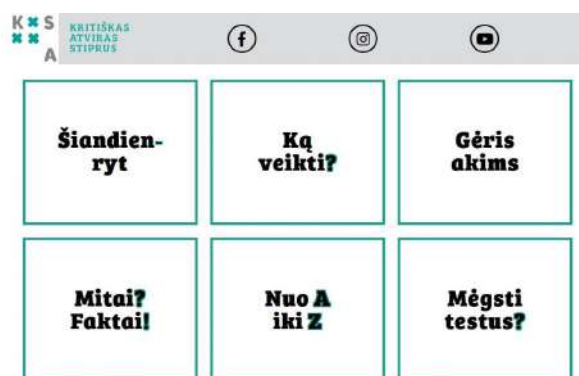 K S
A
KRITIŠKAS
ATVIRAS
STIPRUS
Šiandien-
ryt
Ką
veikti?
Gėris
akims
Mitai?
Faktai!
Nuo A
iki Z
Mėgsti
testus?